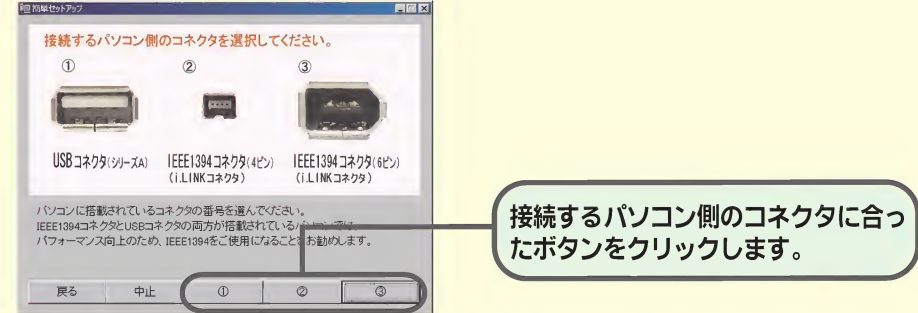 簡単セットアップ
接続するパソコン側のコネクタを選択してください。
① ② ③
USBコネクタ(シリーズA) IEEE1394コネクタ(4ピン) IEEE1394コネクタ(6ピン)
(i.LINKコネクタ) (i.LINKコネクタ)
パソコンに搭載されているコネクタの番号を選んでください。
IEEE1394コネクタとUSBコネクタの両方が搭載されているパソコンでは、
パフォーマンス向上のため、IEEE1394をご使用になることをお勧めします。
戻る 中止 ① ② ③
接続するパソコン側のコネクタに合っ
たボタンをクリックします。